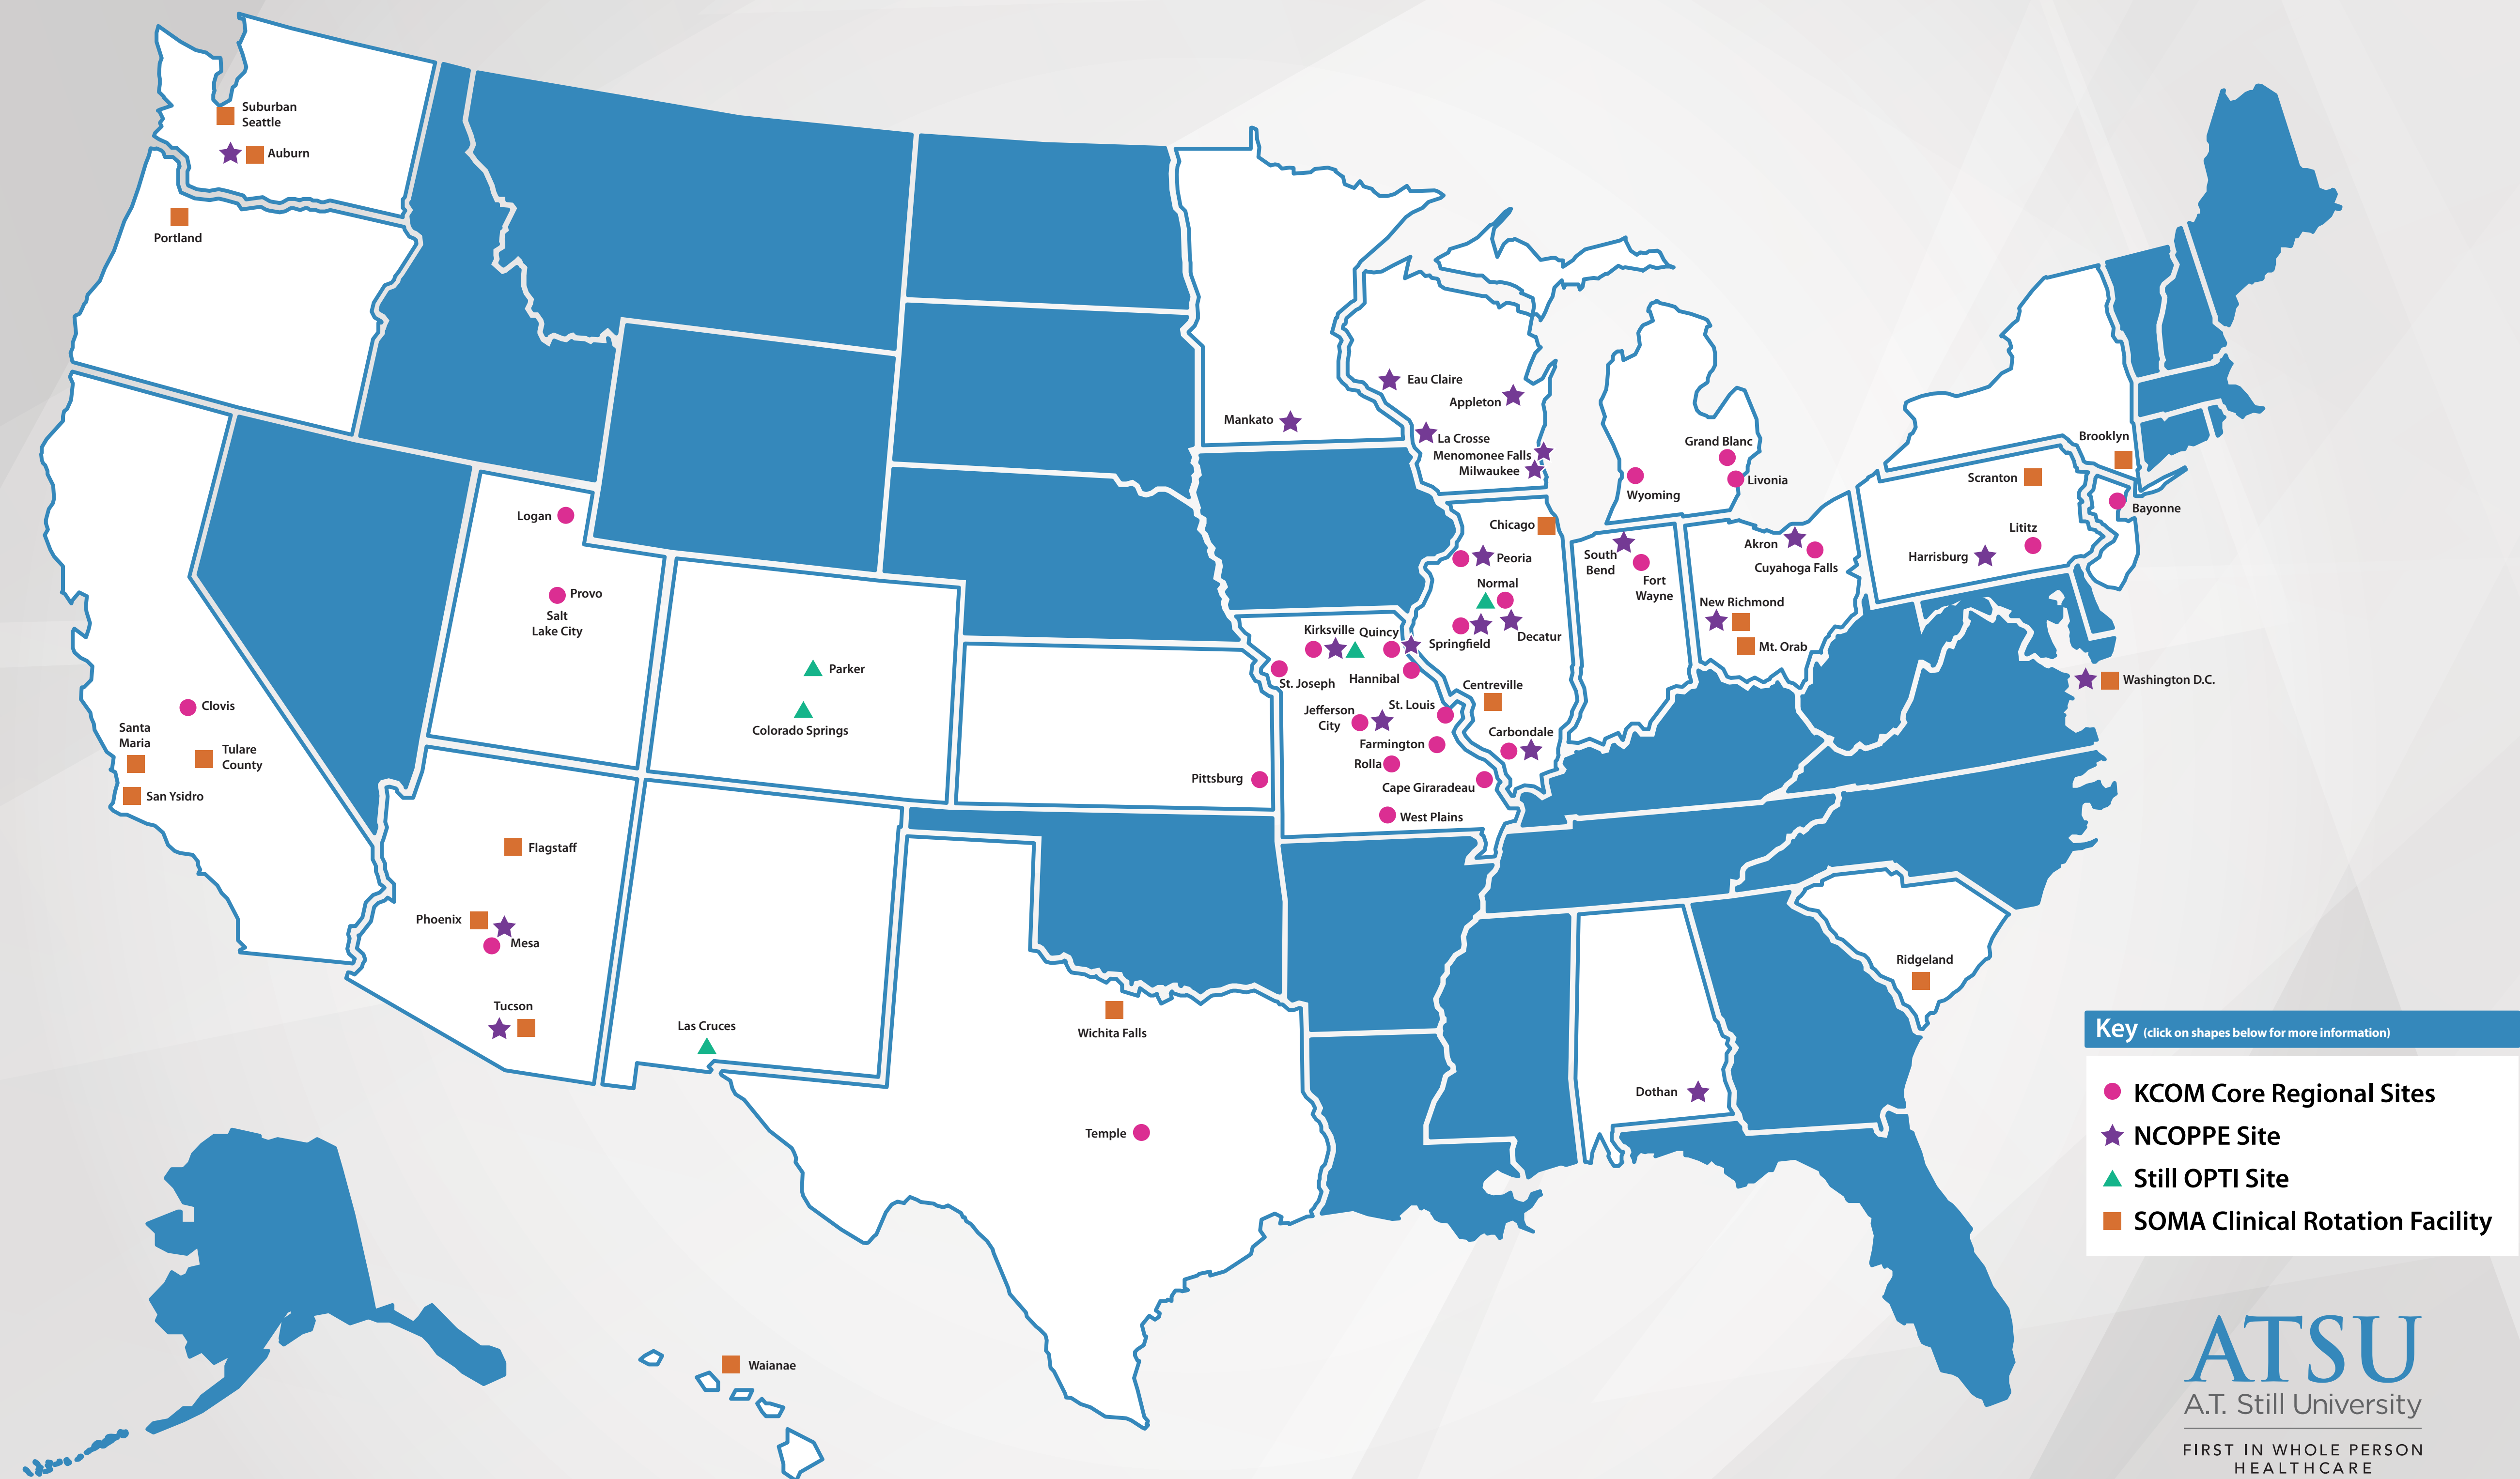 Suburban
Seattle
Auburn
Portland
Logan
Provo
Salt
Lake City
Clovis
Santa
Maria
Tulare
County
San Ysidro
Flagstaff
Phoenix
Mesa
Tucson
Parker
Colorado Springs
Las Cruces
Wichita Falls
Temple
Waianae
Pittsburg
Mankato
Eau Claire
Appleton
La Crosse
Menomonee Falls
Milwaukee
Grand Blanc
Livonia
Wyoming
Chicago
Peoria
Normal
Springfield
Decatur
Centreville
Carbondale
Kirksville
Quincy
St. Joseph
Hannibal
Jefferson
City
St. Louis
Farmington
Rolla
Cape Giraradeau
West Plains
South
Bend
Fort
Wayne
Akron
Cuyahoga Falls
New Richmond
Mt. Orab
Brooklyn
Scranton
Bayonne
Lititz
Harrisburg
Washington D.C.
Ridgeland
Dothan
Key (click on shapes below for more information)
KCOM Core Regional Sites
NCOPPE Site
Still OPTI Site
SOMA Clinical Rotation Facility
ATSU
A.T. Still University
FIRST IN WHOLE PERSON
HEALTHCARE